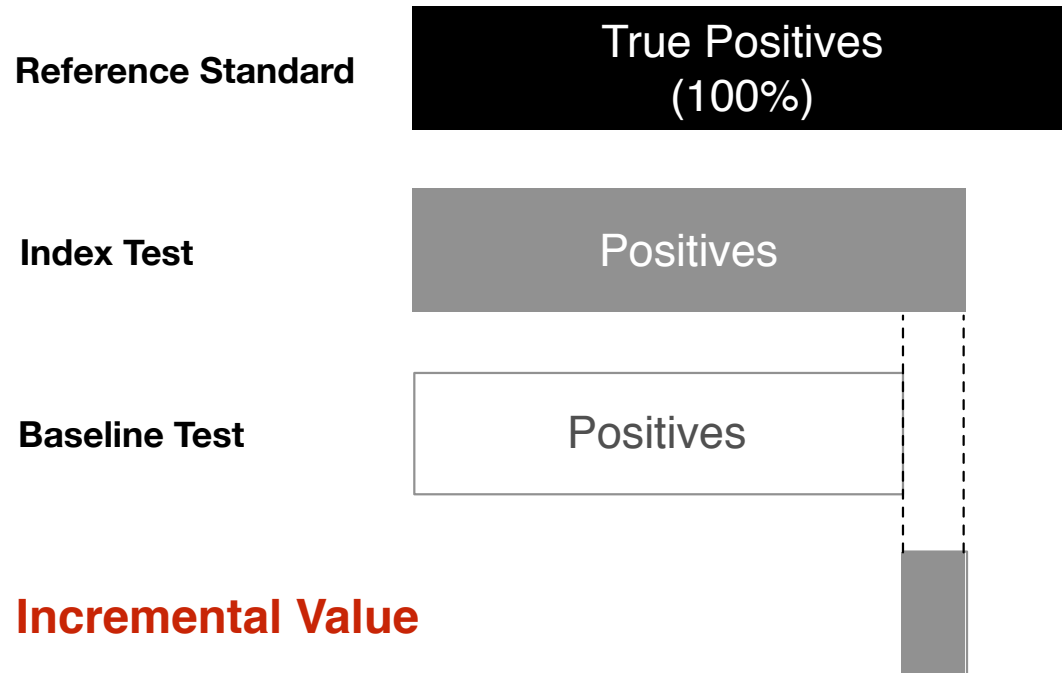 Reference Standard
True Positives
(100%)
Index Test
Positives
Baseline Test
Positives
Incremental Value